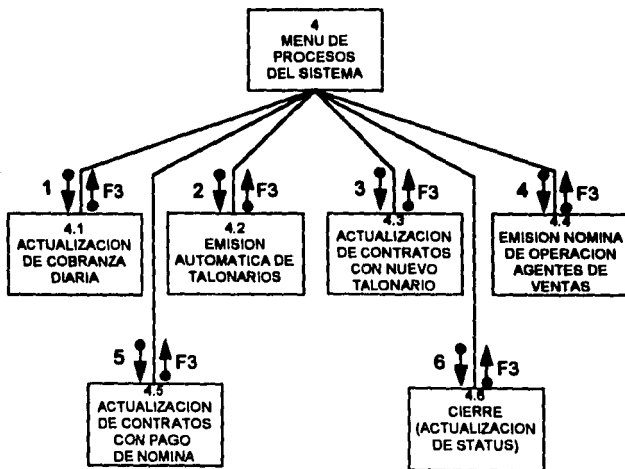 4
MENU DE
PROCESOS
DEL SISTEMA
1
F3
2
F3
3
F3
4
F3
4.1
ACTUALIZACION
DE COBRANZA
DIARIA
4.2
EMISION
AUTOMATICA DE
TALONARIOS
4.3
ACTUALIZACION
DE CONTRATOS
CON NUEVO
TALONARIO
4.4
EMISION NOMINA
DE OPERACION
AGENTES DE
VENTAS
5
F3
6
F3
4.5
ACTUALIZACION
DE CONTRATOS
CON PAGO
DE NOMINA
4.6
CIERRE
(ACTUALIZACION
DE STATUS)